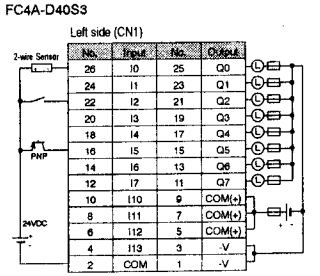 FC4A-D40S3
Left side (CN1)
2-wire Sensor
No. Input No. Output
26 I0 25 Q0 L
24 I1 23 Q1 L
22 I2 21 Q2 L
20 I3 19 Q3 L
18 I4 17 Q4 L
16 I5 15 Q5 L
PNP
14 I6 13 Q6 L
12 I7 11 Q7 L
10 I10 9 COM(+)
8 I11 7 COM(+)
24VDC
6 I12 5 COM(+)
4 I13 3 -V
2 COM 1 -V
+ -
+ -